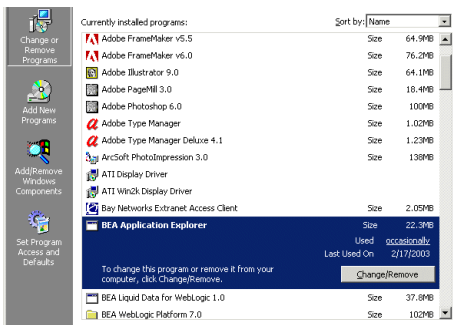 Change or
Remove
Programs
Add New
Programs
Add/Remove
Windows
Components
Set Program
Access and
Defaults
Currently installed programs:
Sort by: Name
Adobe FrameMaker v5.5 Size 64.9MB
Adobe FrameMaker v6.0 Size 76.2MB
Adobe Illustrator 9.0 Size 64.1MB
Adobe PageMill 3.0 Size 18.4MB
Adobe Photoshop 6.0 Size 100MB
Adobe Type Manager Size 1.02MB
Adobe Type Manager Deluxe 4.1 Size 1.23MB
ArcSoft PhotoImpression 3.0 Size 138MB
ATI Display Driver
ATI Win2k Display Driver
Bay Networks Extranet Access Client Size 2.05MB
BEA Application Explorer Size 22.3MB
Used occasionally
Last Used On 2/17/2003
To change this program or remove it from your
computer, click Change/Remove.
Change/Remove
BEA Liquid Data for WebLogic 1.0 Size 37.8MB
BEA WebLogic Platform 7.0 Size 102MB